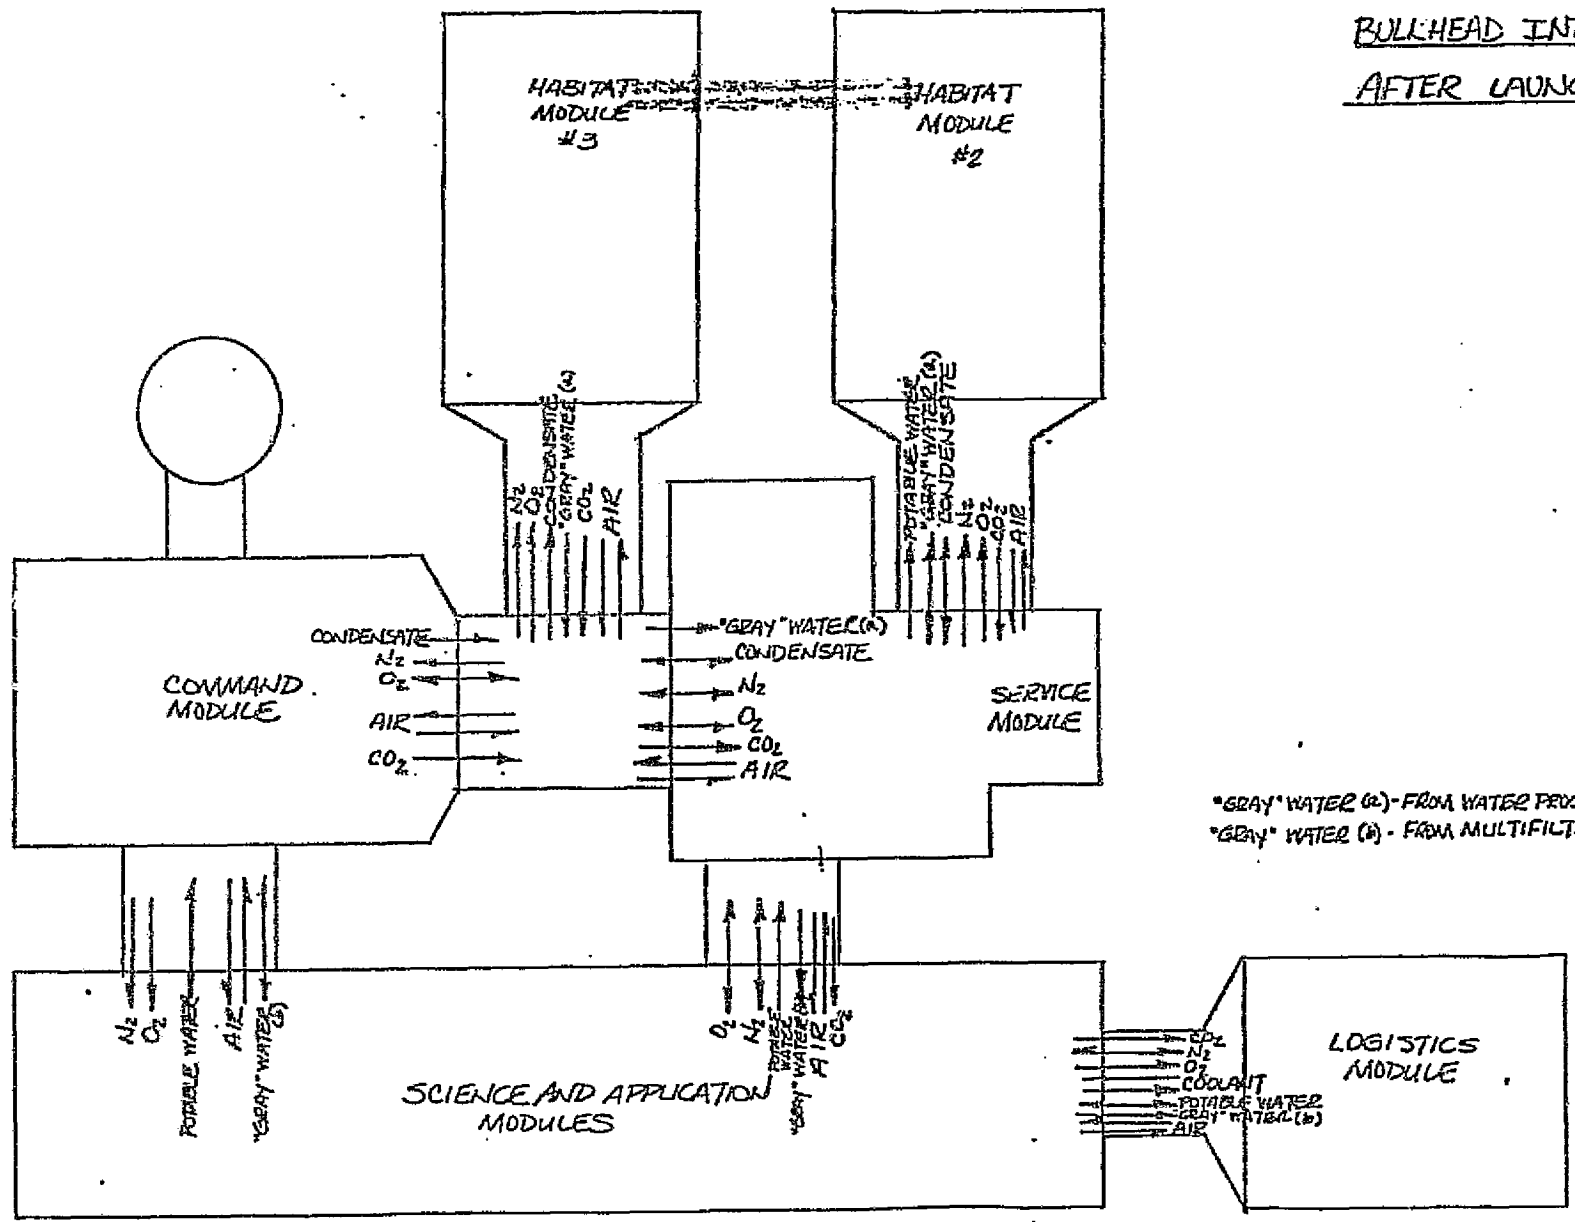 BULKHEAD INT
AFTER LAUNC
HABITAT
MODULE
#3
HABITAT
MODULE
#2
N2
O2
CONDENSATE
"GRAY" WATER (a)
CO2
AIR
POTABLE WATER
"GRAY" WATER (a)
CONDENSATE
N2
O2
CO2
AIR
COMMAND
MODULE
CONDENSATE
N2
O2
AIR
CO2
"GRAY" WATER (a)
CONDENSATE
N2
O2
CO2
AIR
SERVICE
MODULE
"GRAY" WATER (a) - FROM WATER PROC
"GRAY" WATER (b) - FROM MULTIFILT
N2
O2
POTABLE WATER
AIR
"GRAY" WATER
(b)
O2
N2
POTABLE
WATER
"GRAY" WATER
AIR
CO2
SCIENCE AND APPLICATION
MODULES
CO2
N2
O2
COOLANT
POTABLE WATER
"GRAY" WATER (b)
AIR
LOGISTICS
MODULE